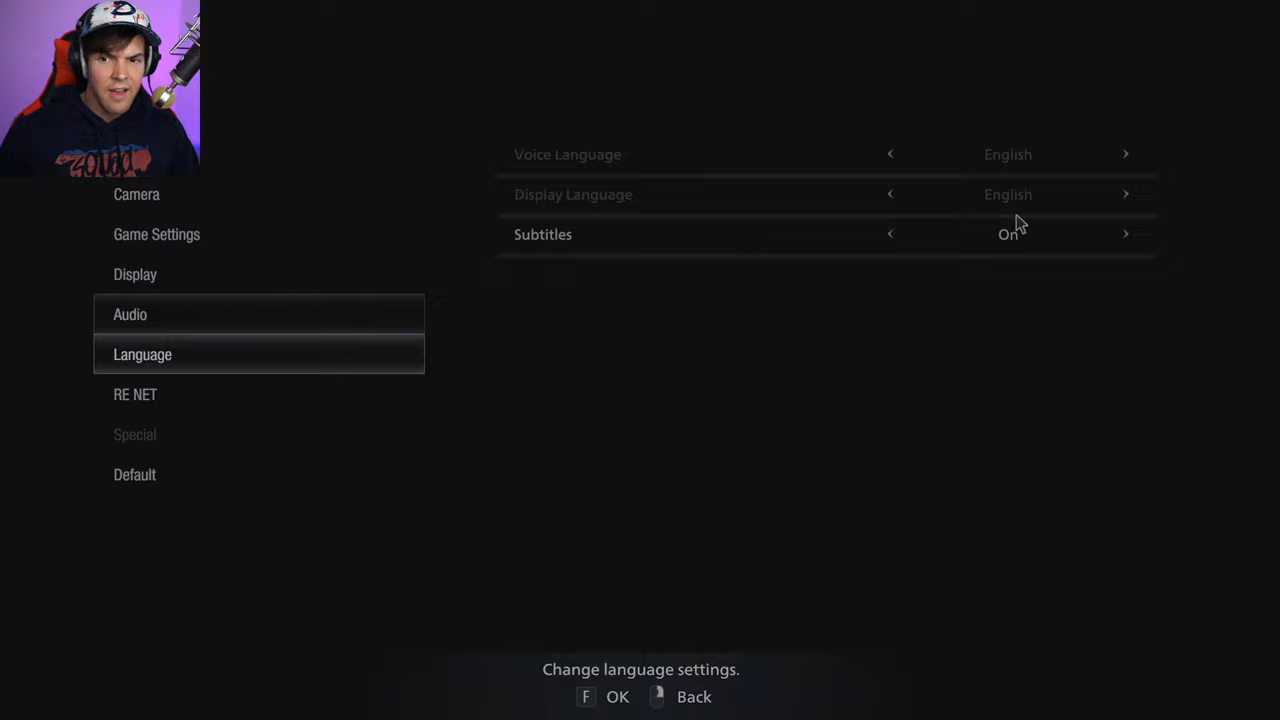 Camera
Game Settings
Display
Audio
Language
RE NET
Special
Default
Voice Language < English >
Display Language < English >
Subtitles < On >
Change language settings.
F OK Back